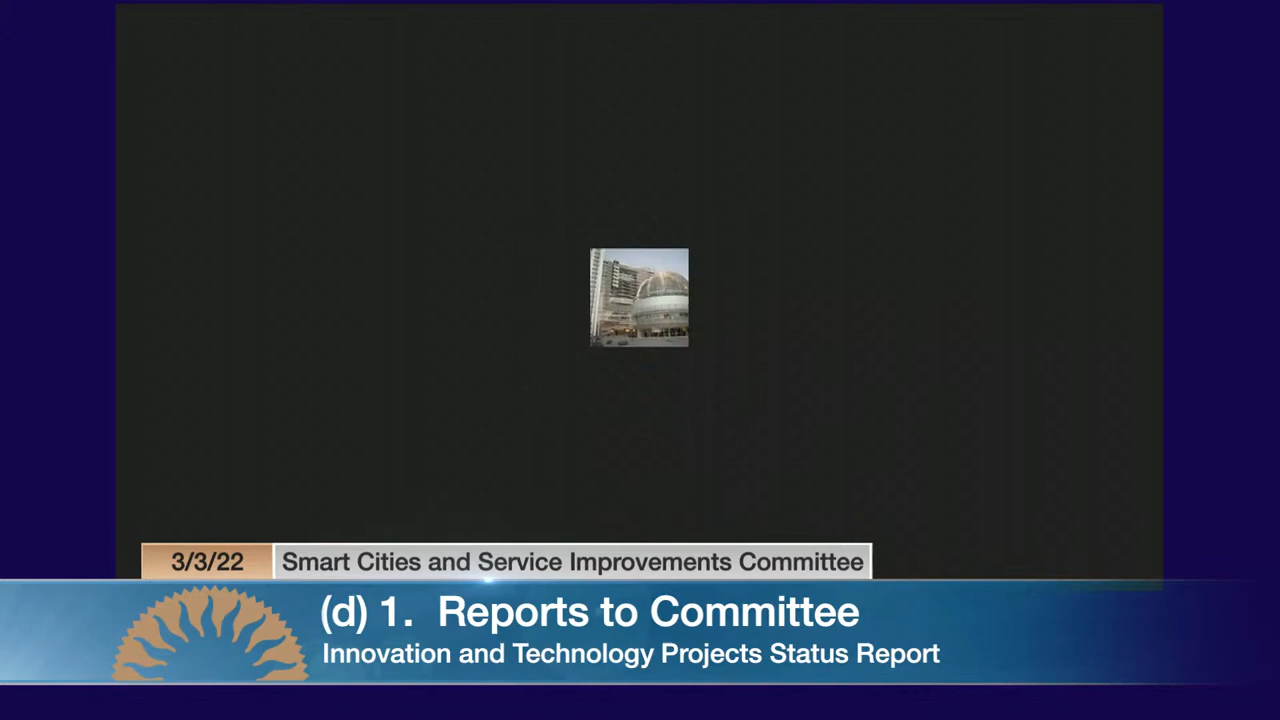 3/3/22 Smart Cities and Service Improvements Committee
(d) 1. Reports to Committee
Innovation and Technology Projects Status Report